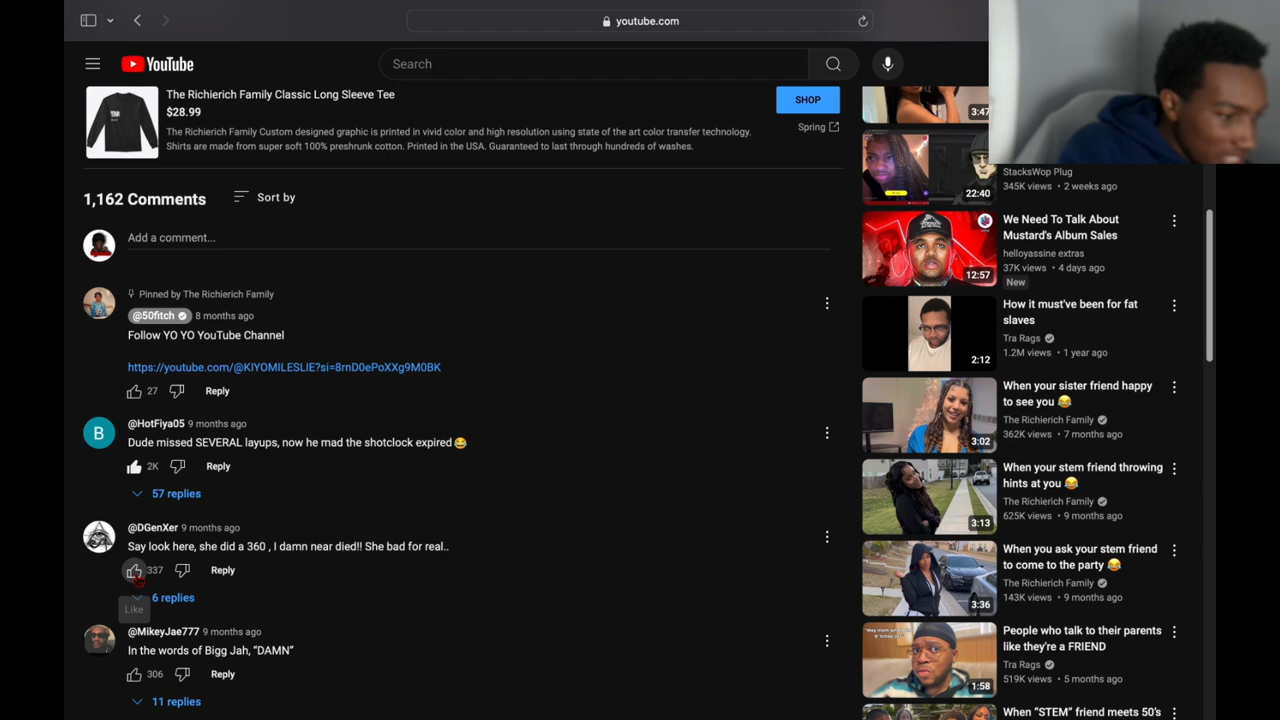 youtube.com
YouTube
Search
The Richierich Family Classic Long Sleeve Tee
$28.99
The Richierich Family Custom designed graphic is printed in vivid color and high resolution using state of the art color transfer technology.
Shirts are made from super soft 100% preshrunk cotton. Printed in the USA. Guaranteed to last through hundreds of washes.
SHOP
Spring
1,162 Comments
Sort by
Add a comment...
Pinned by The Richierich Family
@50fitch 8 months ago
Follow YO YO YouTube Channel
https://youtube.com/@KIYOMILESLIE?si=8rnD0ePoXXg9M0BK
27 Reply
@HotFiya05 9 months ago
B
Dude missed SEVERAL layups, now he mad the shotclock expired😂
2K Reply
57 replies
@DGenXer 9 months ago
Say look here, she did a 360 , I damn near died!! She bad for real..
337 Reply
6 replies
Like
@MikeyJae777 9 months ago
In the words of Bigg Jah, “DAMN”
306 Reply
11 replies
3:47
StacksWop Plug
345K views • 2 weeks ago
22:40
We Need To Talk About
Mustard's Album Sales
helloyassine extras
37K views • 4 days ago
New
12:57
How it must've been for fat
slaves
Tra Rags
1.2M views • 1 year ago
2:12
When your sister friend happy
to see you 😂
The Richierich Family
362K views • 7 months ago
3:02
When your stem friend throwing
hints at you 😂
The Richierich Family
625K views • 9 months ago
3:13
When you ask your stem friend
to come to the party 😂
The Richierich Family
143K views • 9 months ago
3:36
People who talk to their parents
like they're a FRIEND
Tra Rags
519K views • 5 months ago
1:58
When “STEM” friend meets 50's